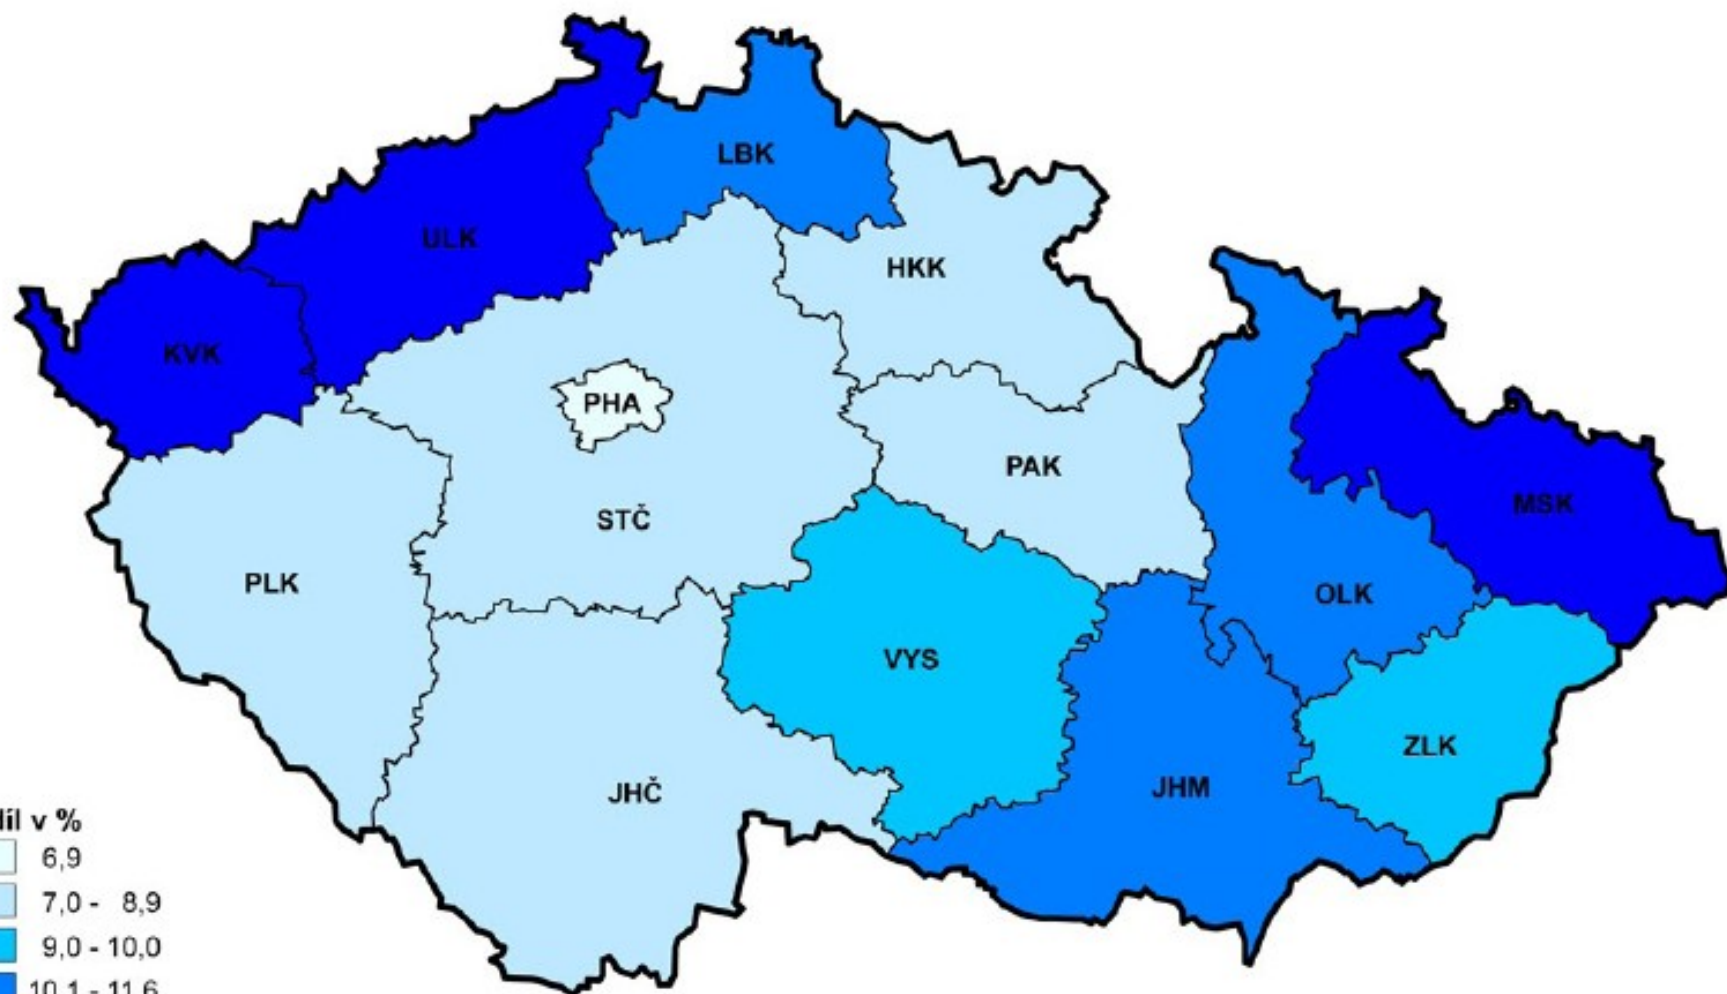 LBK
ULK
HKK
KVK
PHA
PAK
MSK
STČ
PLK
OLK
VYS
ZLK
JHČ
JHM
díl v %
6,9
7,0 - 8,9
9,0 - 10,0
10,1 - 11,6